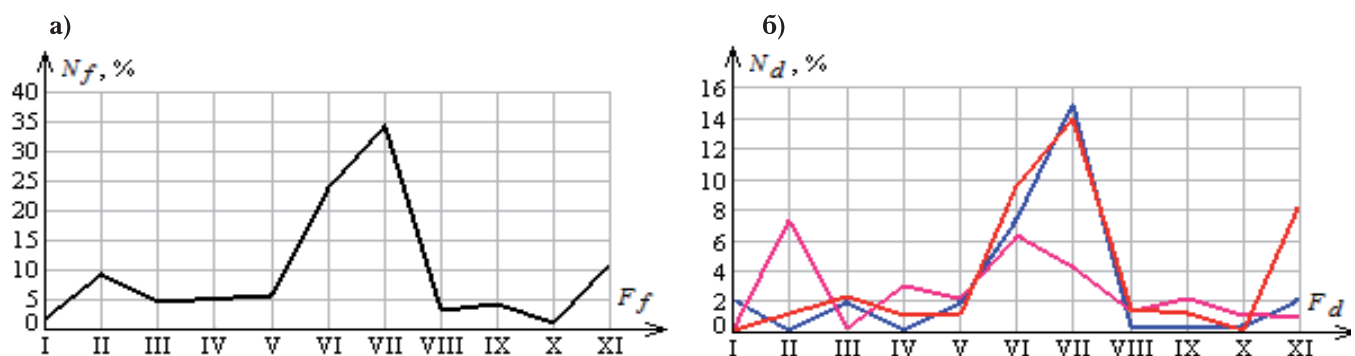 а)
N f , %
40
35
30
25
20
15
10
5
0
F f
I II III IV V VI VII VIII IX X XI
б)
N d , %
16
14
12
10
8
6
4
2
0
F d
I II III IV V VI VII VIII IX X XI